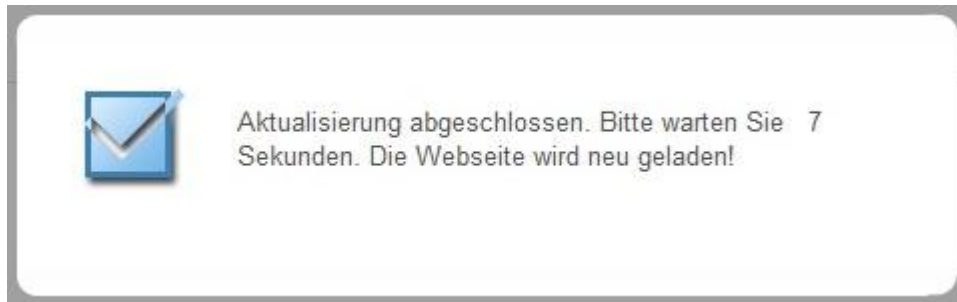 Aktualisierung abgeschlossen. Bitte warten Sie 7
Sekunden. Die Webseite wird neu geladen!